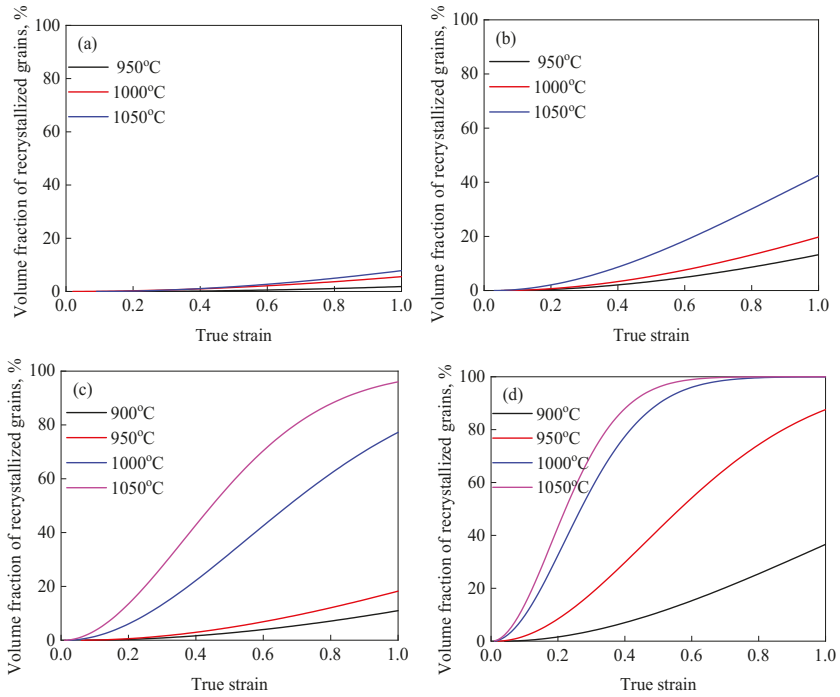 (a)
950°C
1000°C
1050°C
Volume fraction of recrystallized grains, %
100
80
60
40
20
0
0.0 0.2 0.4 0.6 0.8 1.0
True strain
(b)
950°C
1000°C
1050°C
Volume fraction of recrystallized grains, %
100
80
60
40
20
0
0.0 0.2 0.4 0.6 0.8 1.0
True strain
(c)
900°C
950°C
1000°C
1050°C
Volume fraction of recrystallized grains, %
100
80
60
40
20
0
0.0 0.2 0.4 0.6 0.8 1.0
True strain
(d)
900°C
950°C
1000°C
1050°C
Volume fraction of recrystallized grains, %
100
80
60
40
20
0
0.0 0.2 0.4 0.6 0.8 1.0
True strain